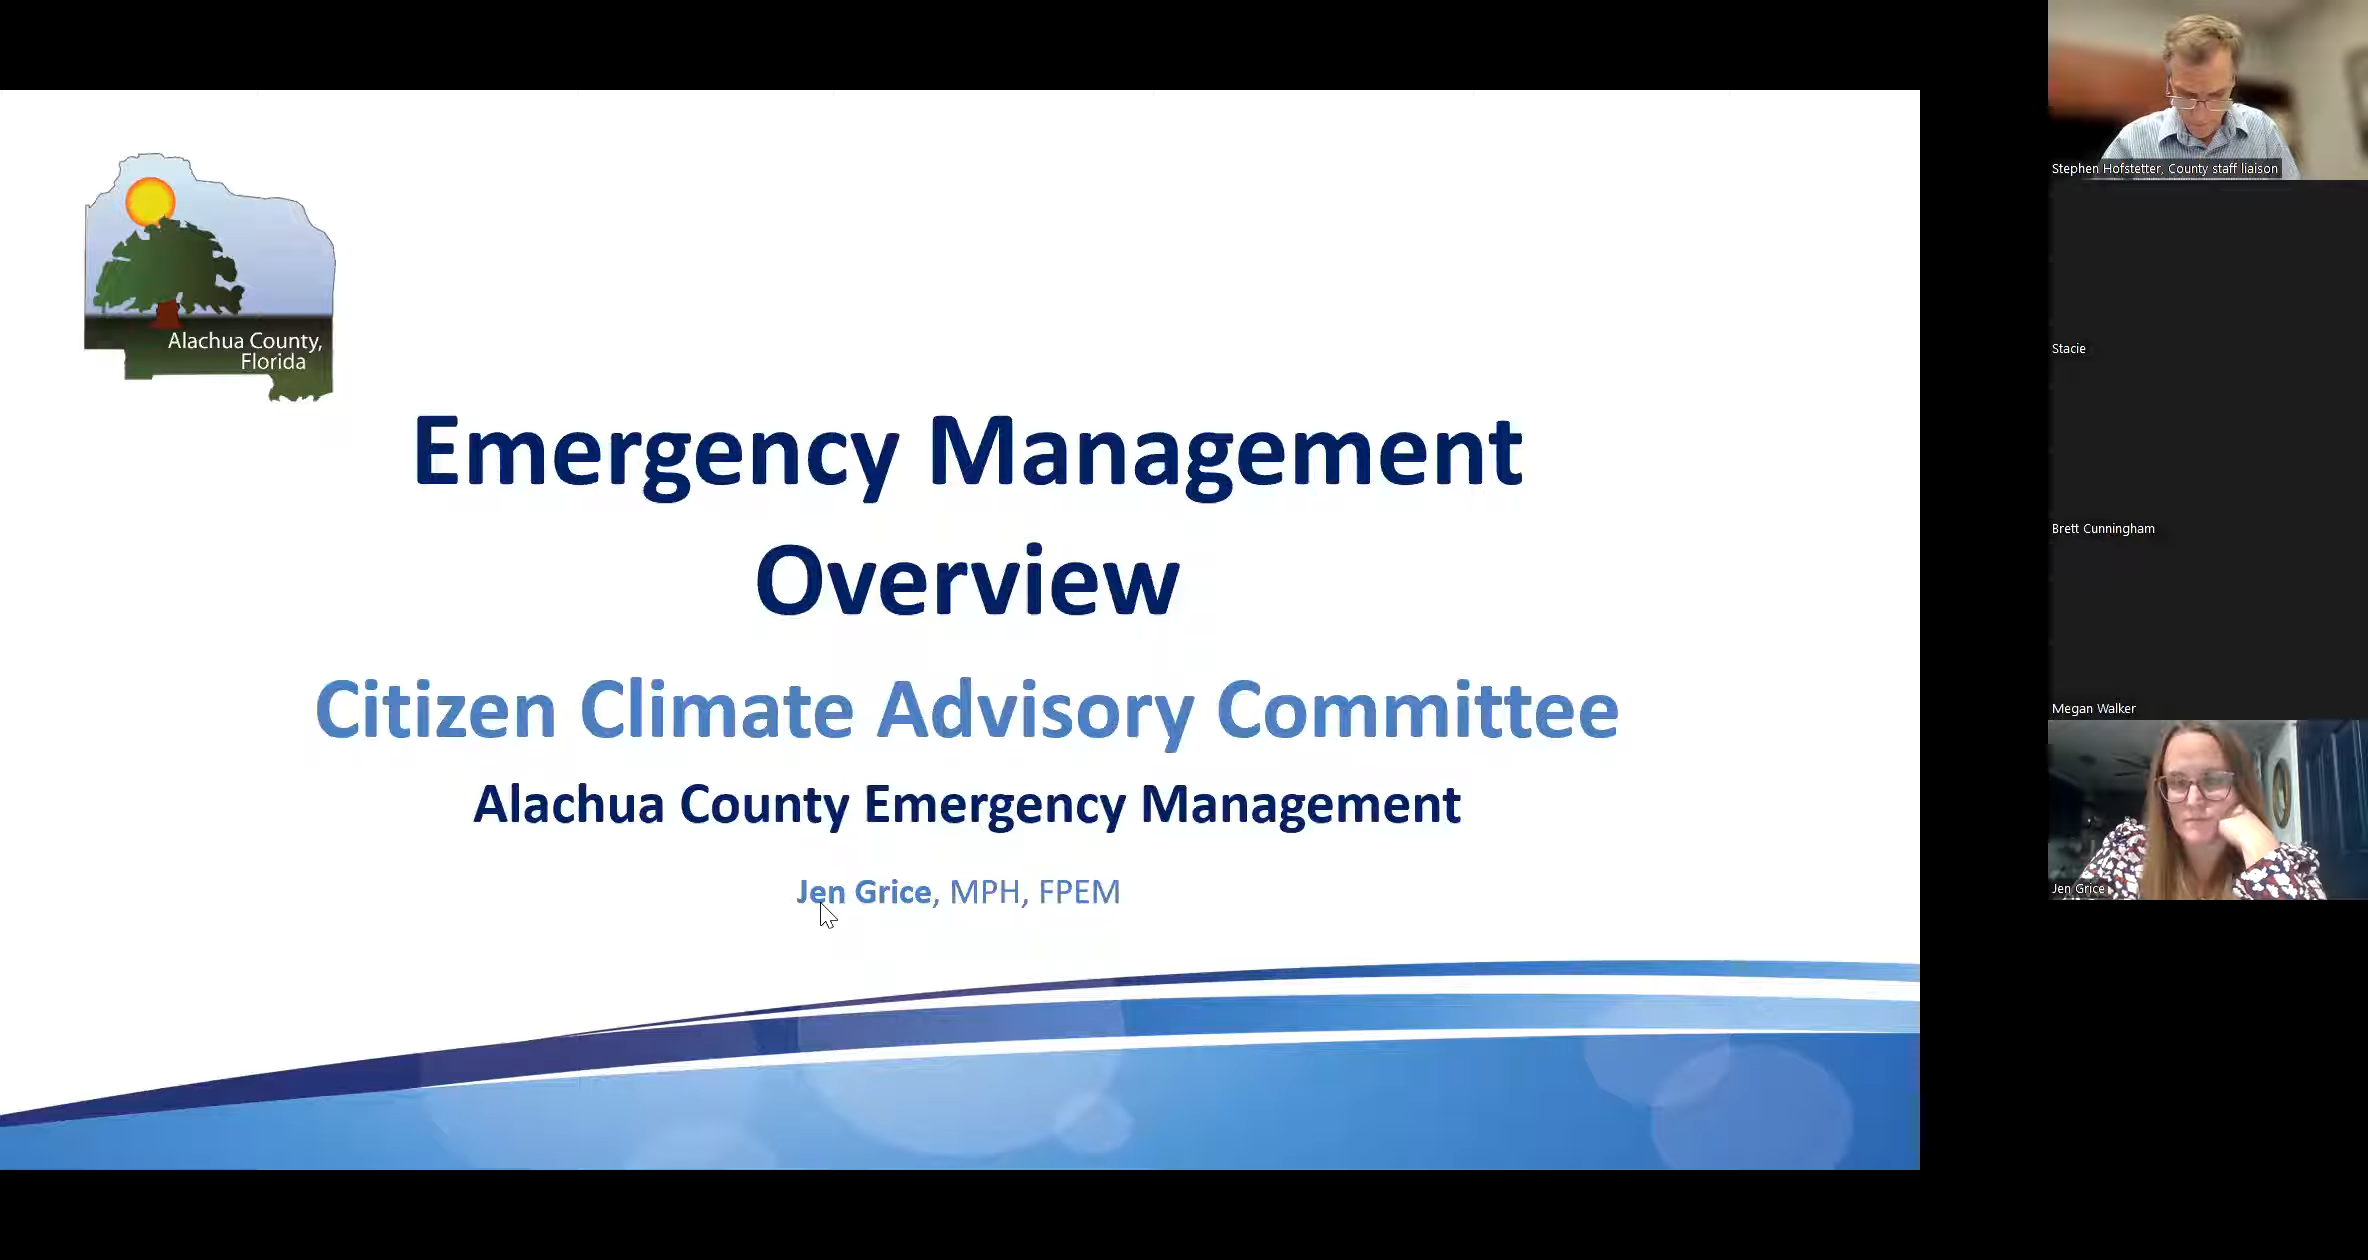 Alachua County,
Florida
Emergency Management
Overview
Citizen Climate Advisory Committee
Alachua County Emergency Management
Jen Grice, MPH, FPEM
Stephen Hofstetter, County staff liaison
Stacie
Brett Cunningham
Megan Walker
Jen Grice